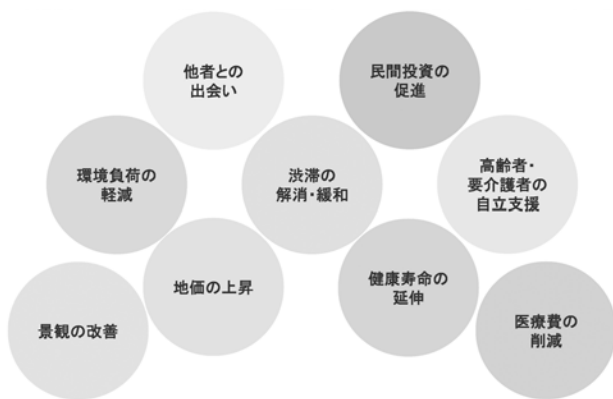 他者との
出会い
民間投資の
促進
環境負荷の
軽減
渋滞の
解消・緩和
高齢者・
要介護者の
自立支援
景観の改善
地価の上昇
健康寿命の
延伸
医療費の
削減